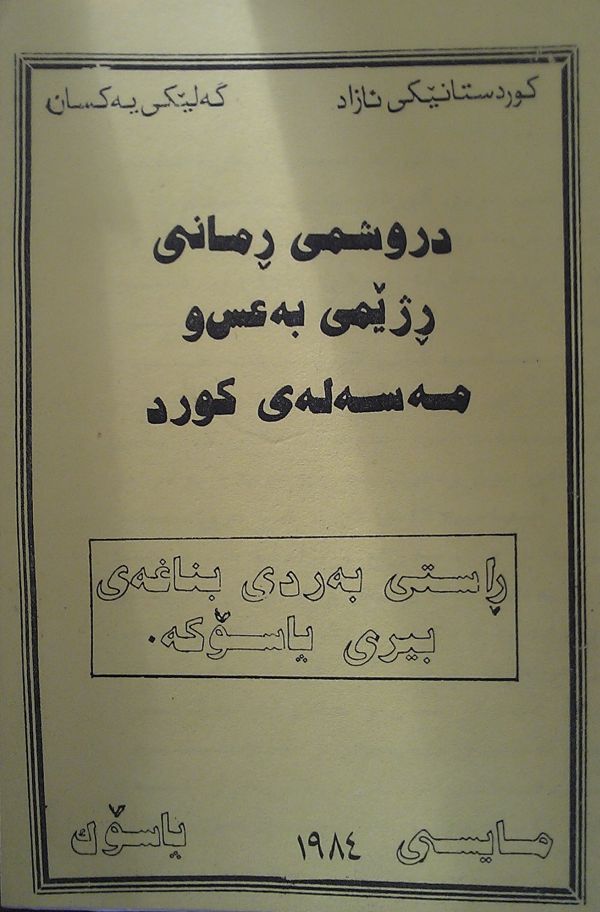 کوردستانێکی ئازاد گەلێکی یەکسان
دروشمی ڕمانی
ڕژێمی بەعس و
مەسەلەی کورد
ڕاستی بەردی بناغەی
بیری پاسۆکە.
مایسی ١٩٨٤ پاسۆک